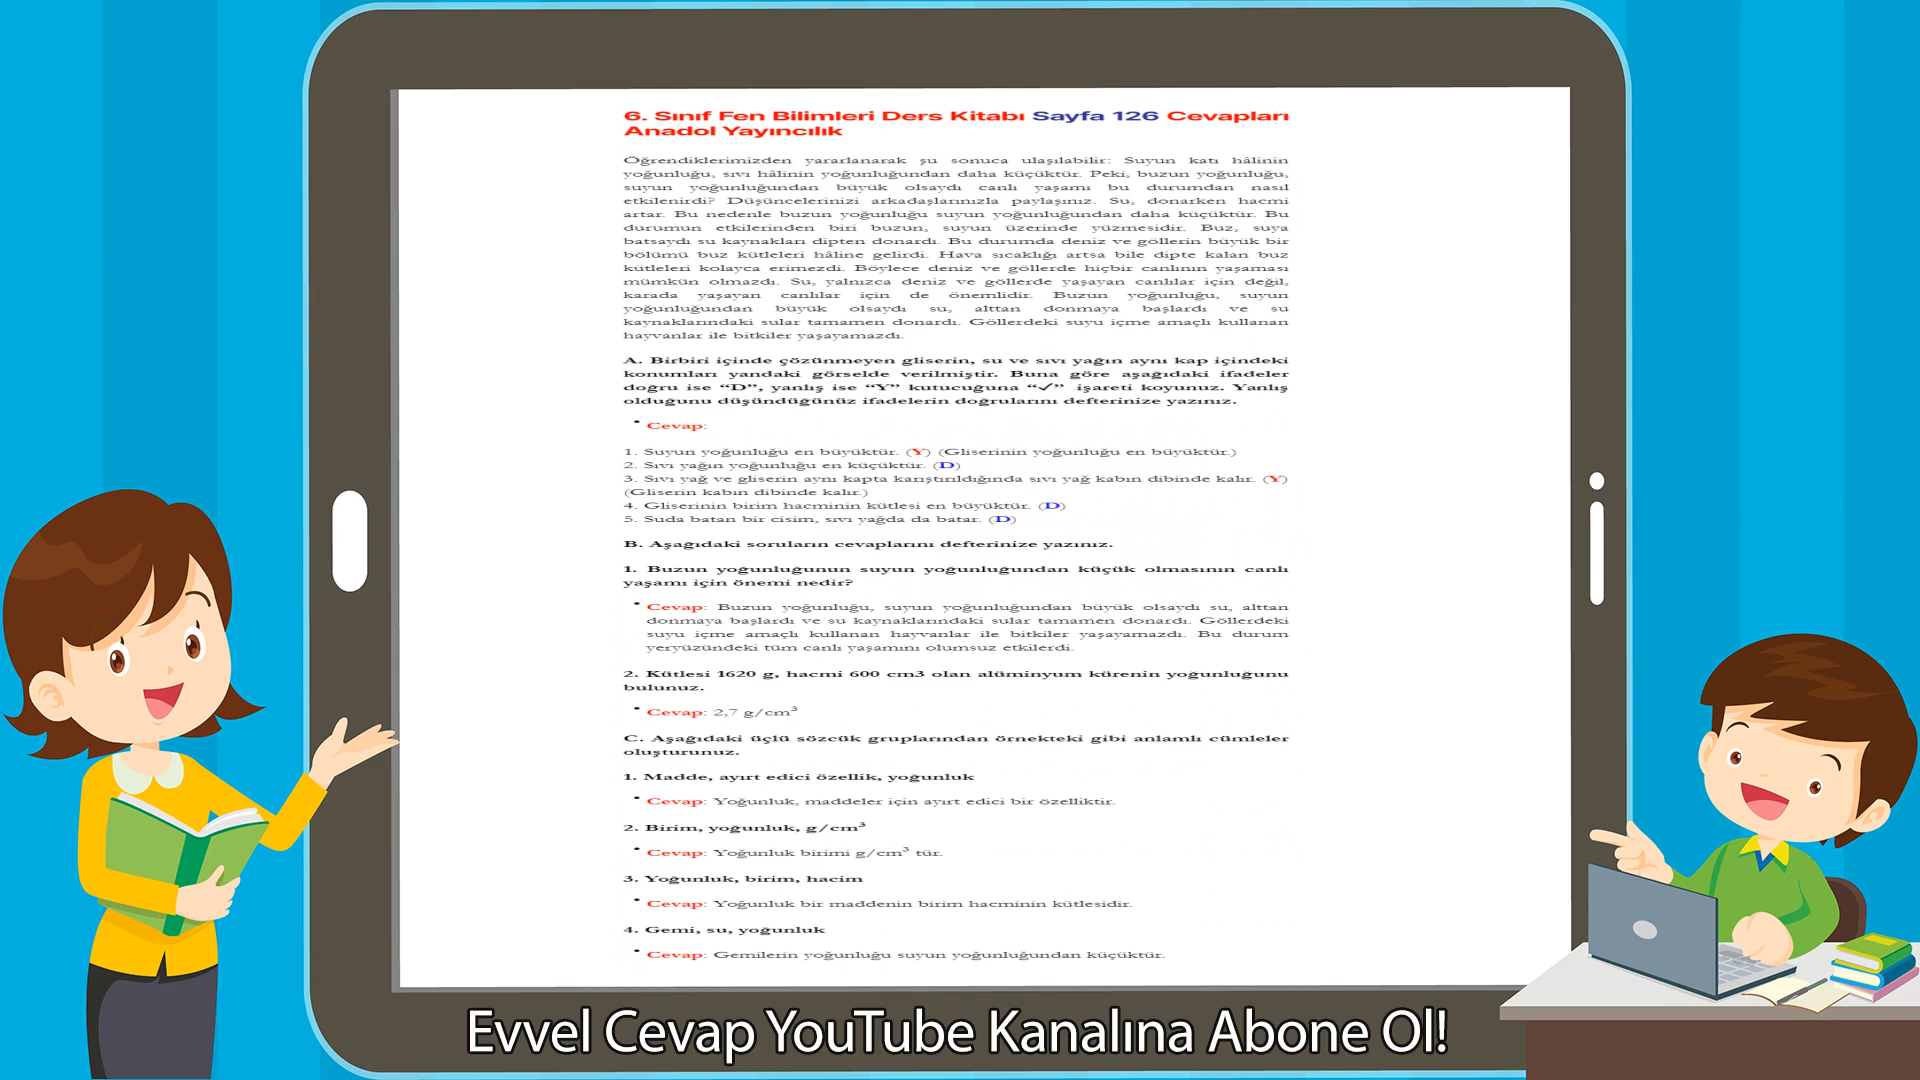 6. Sınıf Fen Bilimleri Ders Kitabı Sayfa 126 Cevapları
Anadol Yayıncılık
Öğrendiklerimizden yararlanarak şu sonuca ulaşılabilir: Suyun katı hâlinin
yoğunluğu, sıvı hâlinin yoğunluğundan daha küçüktür. Peki, buzun yoğunluğu,
suyun yoğunluğundan büyük olsaydı canlı yaşamı bu durumdan nasıl
etkilenirdi? Düşüncelerinizi arkadaşlarınızla paylaşınız. Su, donarken hacmi
artar. Bu nedenle buzun yoğunluğu suyun yoğunluğundan daha küçüktür. Bu
durumun etkilerinden biri buzun, suyun üzerinde yüzmesidir. Buz, suya
batsaydı su kaynakları dipten donardı. Bu durumda deniz ve göllerin büyük bir
bölümü buz kütleleri hâline gelirdi. Hava sıcaklığı artsa bile dipte kalan buz
kütleleri kolayca erimezdi. Böylece deniz ve göllerde hiçbir canlının yaşaması
mümkün olmazdı. Su, yalnızca deniz ve göllerde yaşayan canlılar için değil,
karada yaşayan canlılar için de önemlidir. Buzun yoğunluğu, suyun
yoğunluğundan büyük olsaydı su, alttan donmaya başlardı ve su
kaynaklarındaki sular tamamen donardı. Göllerdeki suyu içme amaçlı kullanan
hayvanlar ile bitkiler yaşayamazdı.
A. Birbiri içinde çözünmeyen gliserin, su ve sıvı yağın aynı kap içindeki
konumları yandaki görselde verilmiştir. Buna göre aşağıdaki ifadeler
doğru ise “D”, yanlış ise “Y” kutucuğuna “✓” işareti koyunuz. Yanlış
olduğunu düşündüğünüz ifadelerin doğrularını defterinize yazınız.
• Cevap:
1. Suyun yoğunluğu en büyüktür. (Y) (Gliserinin yoğunluğu en büyüktür.)
2. Sıvı yağın yoğunluğu en küçüktür. (D)
3. Sıvı yağ ve gliserin aynı kapta karıştırıldığında sıvı yağ kabın dibinde kalır. (Y)
(Gliserin kabın dibinde kalır.)
4. Gliserinin birim hacminin kütlesi en büyüktür. (D)
5. Suda batan bir cisim, sıvı yağda da batar. (D)
B. Aşağıdaki soruların cevaplarını defterinize yazınız.
1. Buzun yoğunluğunun suyun yoğunluğundan küçük olmasının canlı
yaşamı için önemi nedir?
• Cevap: Buzun yoğunluğu, suyun yoğunluğundan büyük olsaydı su, alttan
donmaya başlardı ve su kaynaklarındaki sular tamamen donardı. Göllerdeki
suyu içme amaçlı kullanan hayvanlar ile bitkiler yaşayamazdı. Bu durum
yeryüzündeki tüm canlı yaşamını olumsuz etkilerdi.
2. Kütlesi 1620 g, hacmi 600 cm3 olan alüminyum kürenin yoğunluğunu
bulunuz.
• Cevap: 2,7 g/cm³
C. Aşağıdaki üçlü sözcük gruplarından örnekteki gibi anlamlı cümleler
oluşturunuz.
1. Madde, ayırt edici özellik, yoğunluk
• Cevap: Yoğunluk, maddeler için ayırt edici bir özelliktir.
2. Birim, yoğunluk, g/cm³
• Cevap: Yoğunluk birimi g/cm³ tür.
3. Yoğunluk, birim, hacim
• Cevap: Yoğunluk bir maddenin birim hacminin kütlesidir.
4. Gemi, su, yoğunluk
• Cevap: Gemilerin yoğunluğu suyun yoğunluğundan küçüktür.
Evvel Cevap YouTube Kanalına Abone Ol!